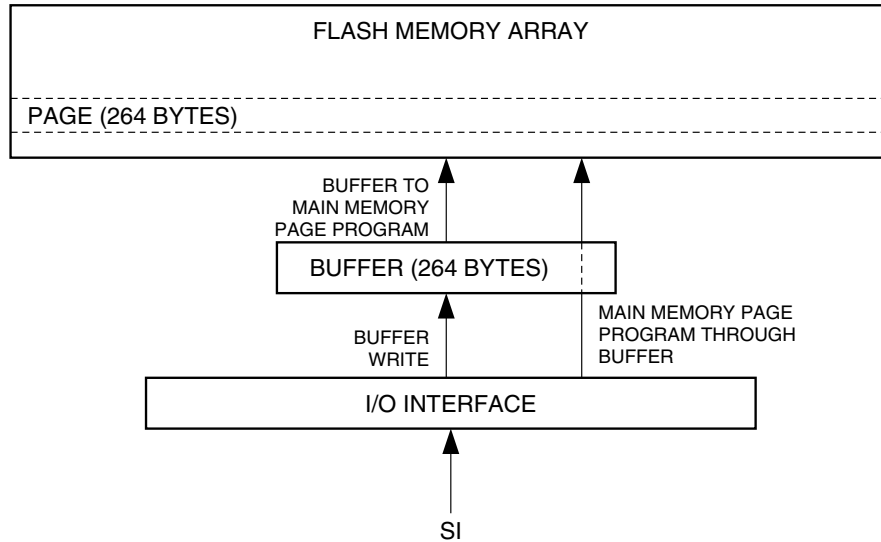 FLASH MEMORY ARRAY
PAGE (264 BYTES)
BUFFER TO
MAIN MEMORY
PAGE PROGRAM
BUFFER (264 BYTES)
BUFFER
WRITE
MAIN MEMORY PAGE
PROGRAM THROUGH
BUFFER
I/O INTERFACE
SI